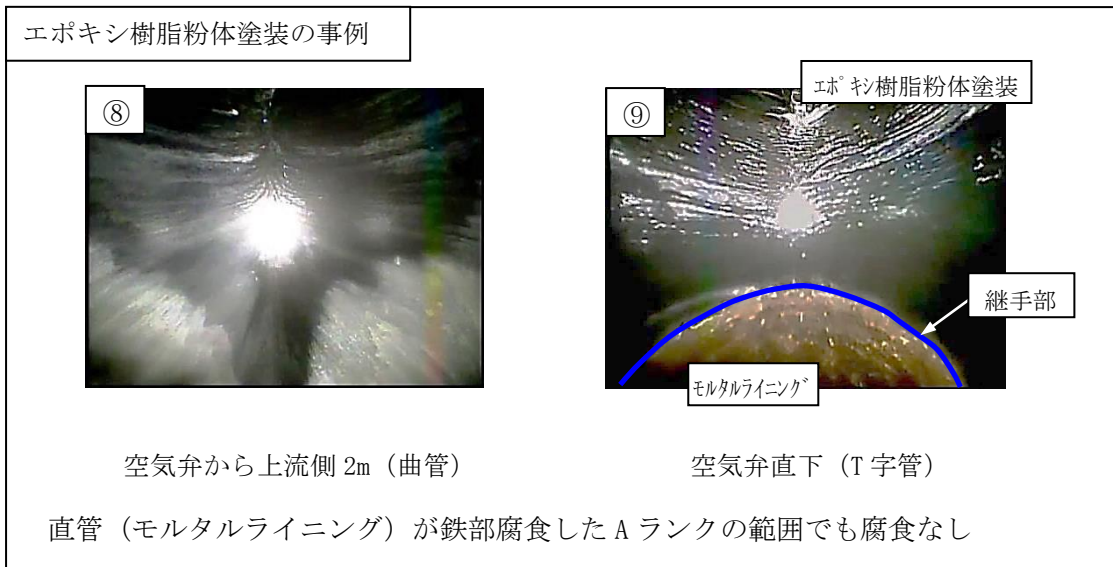 エポキシ樹脂粉体塗装の事例
⑧
ｴﾎﾟｷｼ樹脂粉体塗装
⑨
継手部
ﾓﾙﾀﾙﾗｲﾆﾝｸﾞ
空気弁から上流側 2m（曲管）
空気弁直下（T 字管）
直管（モルタルライニング）が鉄部腐食した A ランクの範囲でも腐食なし